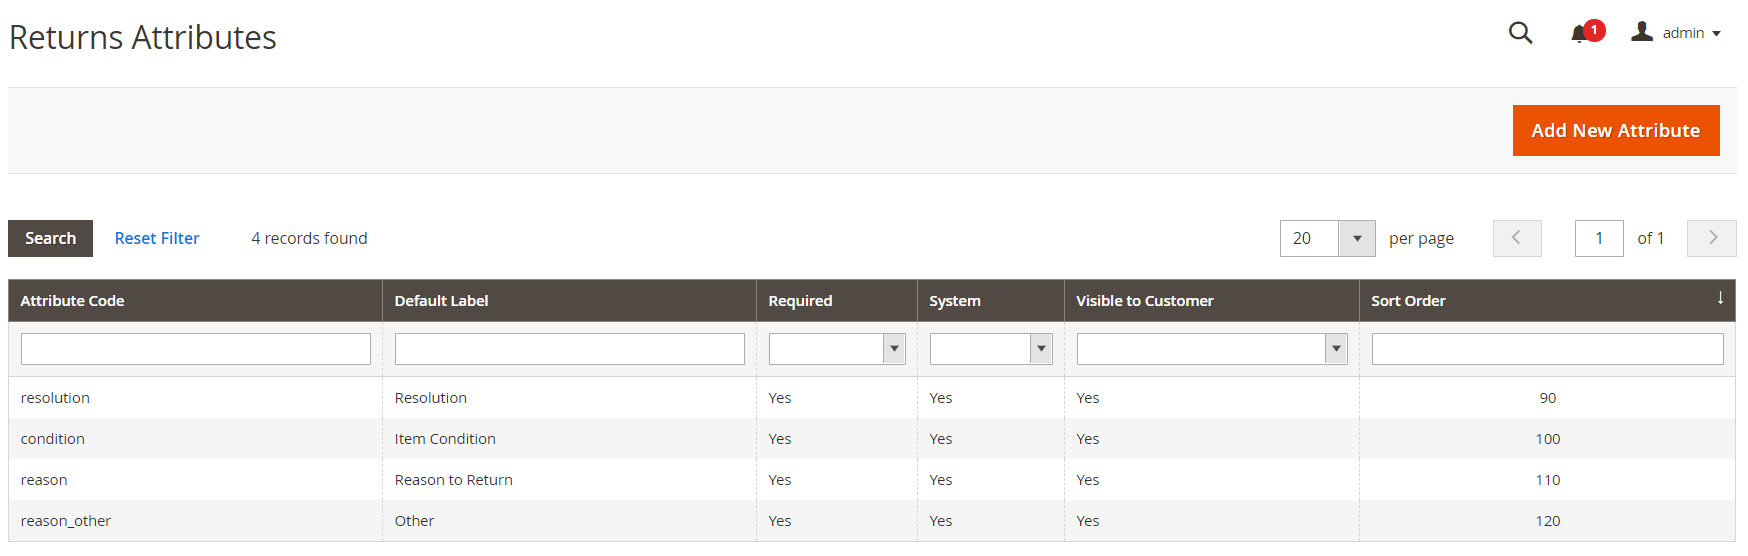 Returns Attributes
1
admin
Add New Attribute
Search Reset Filter 4 records found 20 per page 1 of 1
Attribute Code Default Label Required System Visible to Customer Sort Order ↓
resolution Resolution Yes Yes Yes 90
condition Item Condition Yes Yes Yes 100
reason Reason to Return Yes Yes Yes 110
reason_other Other Yes Yes Yes 120